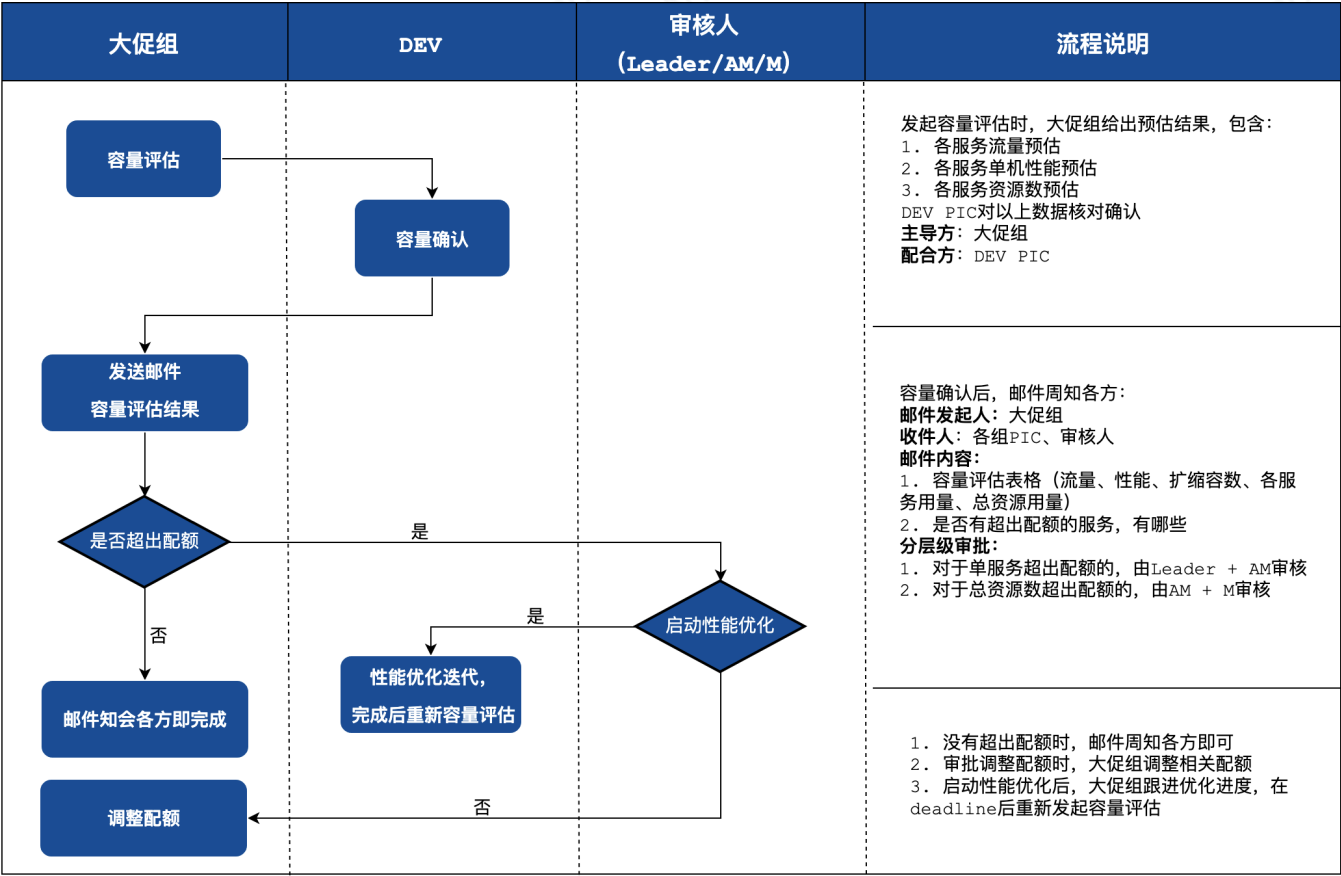 大促组
DEV
审核人
（Leader/AM/M）
流程说明
容量评估
容量确认
发送邮件
容量评估结果
是否超出配额
是
否
启动性能优化
是
性能优化迭代，
完成后重新容量评估
邮件知会各方即完成
否
调整配额
发起容量评估时，大促组给出预估结果，包含：
1. 各服务流量预估
2. 各服务单机性能预估
3. 各服务资源数预估
DEV PIC对以上数据核对确认
主导方：大促组
配合方：DEV PIC
容量确认后，邮件周知各方：
邮件发起人：大促组
收件人：各组PIC、审核人
邮件内容：
1. 容量评估表格（流量、性能、扩缩容数、各服
务用量、总资源用量）
2. 是否有超出配额的服务，有哪些
分层级审批：
1. 对于单服务超出配额的，由Leader + AM审核
2. 对于总资源数超出配额的，由AM + M审核
1. 没有超出配额时，邮件周知各方即可
2. 审批调整配额时，大促组调整相关配额
3. 启动性能优化后，大促组跟进优化进度，在
deadline后重新发起容量评估